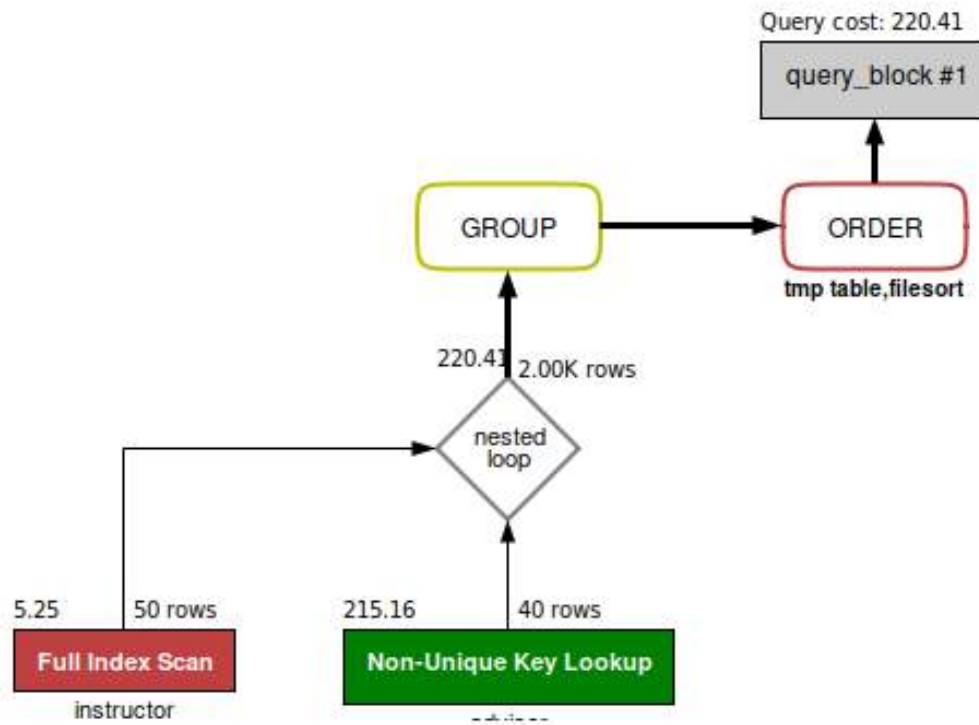 Query cost: 220.41
query_block #1
GROUP
ORDER
tmp table,filesort
220.41
2.00K rows
nested
loop
5.25
50 rows
215.16
40 rows
Full Index Scan
Non-Unique Key Lookup
instructor